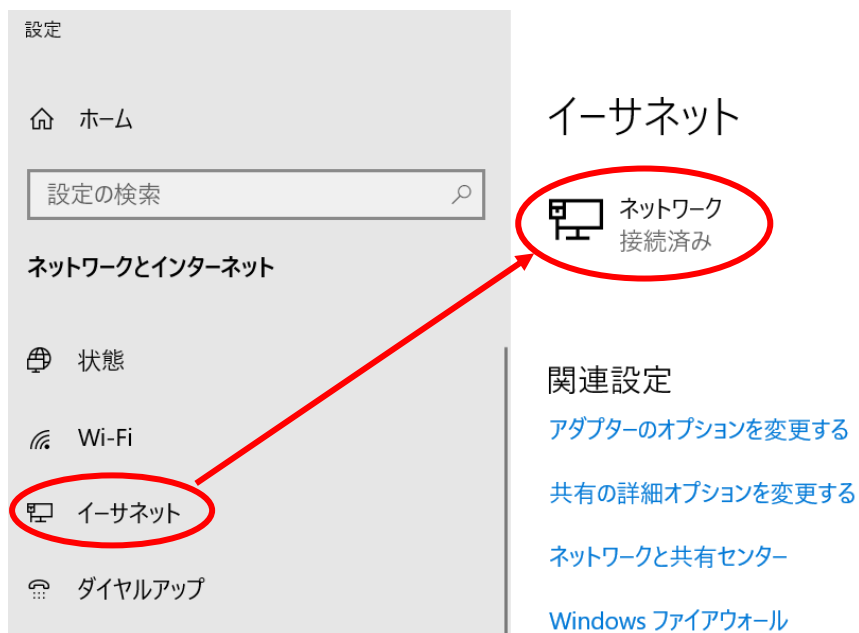 設定
ホーム
設定の検索
ネットワークとインターネット
状態
Wi-Fi
イーサネット
ダイヤルアップ
イーサネット
ネットワーク
接続済み
関連設定
アダプターのオプションを変更する
共有の詳細オプションを変更する
ネットワークと共有センター
Windows ファイアウォール